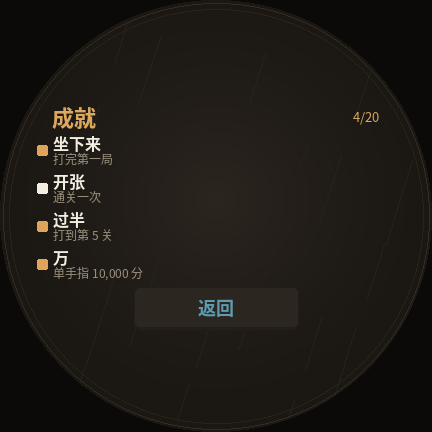 成就
4/20
坐下来
打完第一局
开张
通关一次
过半
打到第 5 关
万
单手指 10,000 分
返回